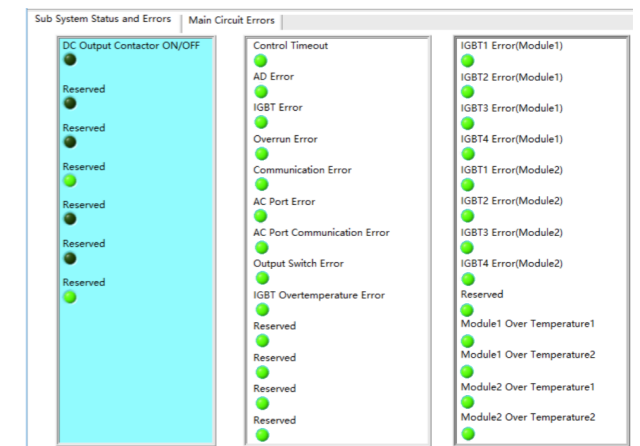 Sub System Status and Errors
Main Circuit Errors
DC Output Contactor ON/OFF
Reserved
Reserved
Reserved
Reserved
Reserved
Reserved
Control Timeout
AD Error
IGBT Error
Overrun Error
Communication Error
AC Port Error
AC Port Communication Error
Output Switch Error
IGBT Overtemperature Error
Reserved
Reserved
Reserved
Reserved
IGBT1 Error(Module1)
IGBT2 Error(Module1)
IGBT3 Error(Module1)
IGBT4 Error(Module1)
IGBT1 Error(Module2)
IGBT2 Error(Module2)
IGBT3 Error(Module2)
IGBT4 Error(Module2)
Reserved
Module1 Over Temperature1
Module1 Over Temperature2
Module2 Over Temperature1
Module2 Over Temperature2